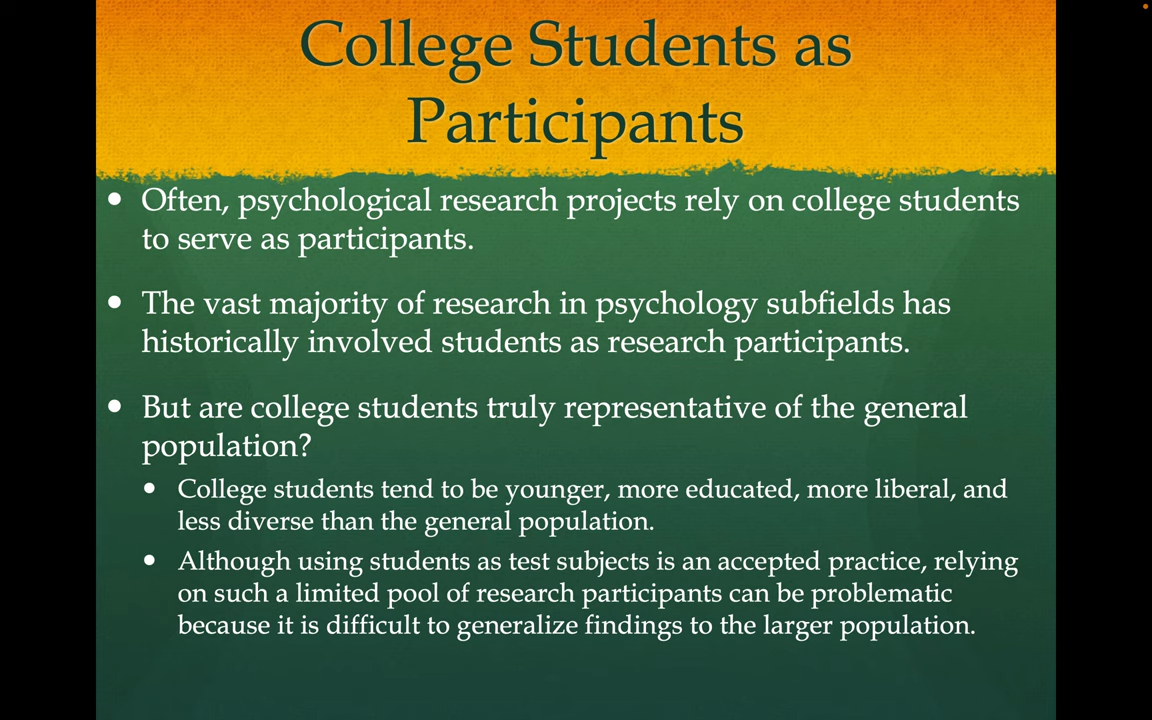 College Students as
Participants
• Often, psychological research projects rely on college students
to serve as participants.
• The vast majority of research in psychology subfields has
historically involved students as research participants.
• But are college students truly representative of the general
population?
• College students tend to be younger, more educated, more liberal, and
less diverse than the general population.
• Although using students as test subjects is an accepted practice, relying
on such a limited pool of research participants can be problematic
because it is difficult to generalize findings to the larger population.